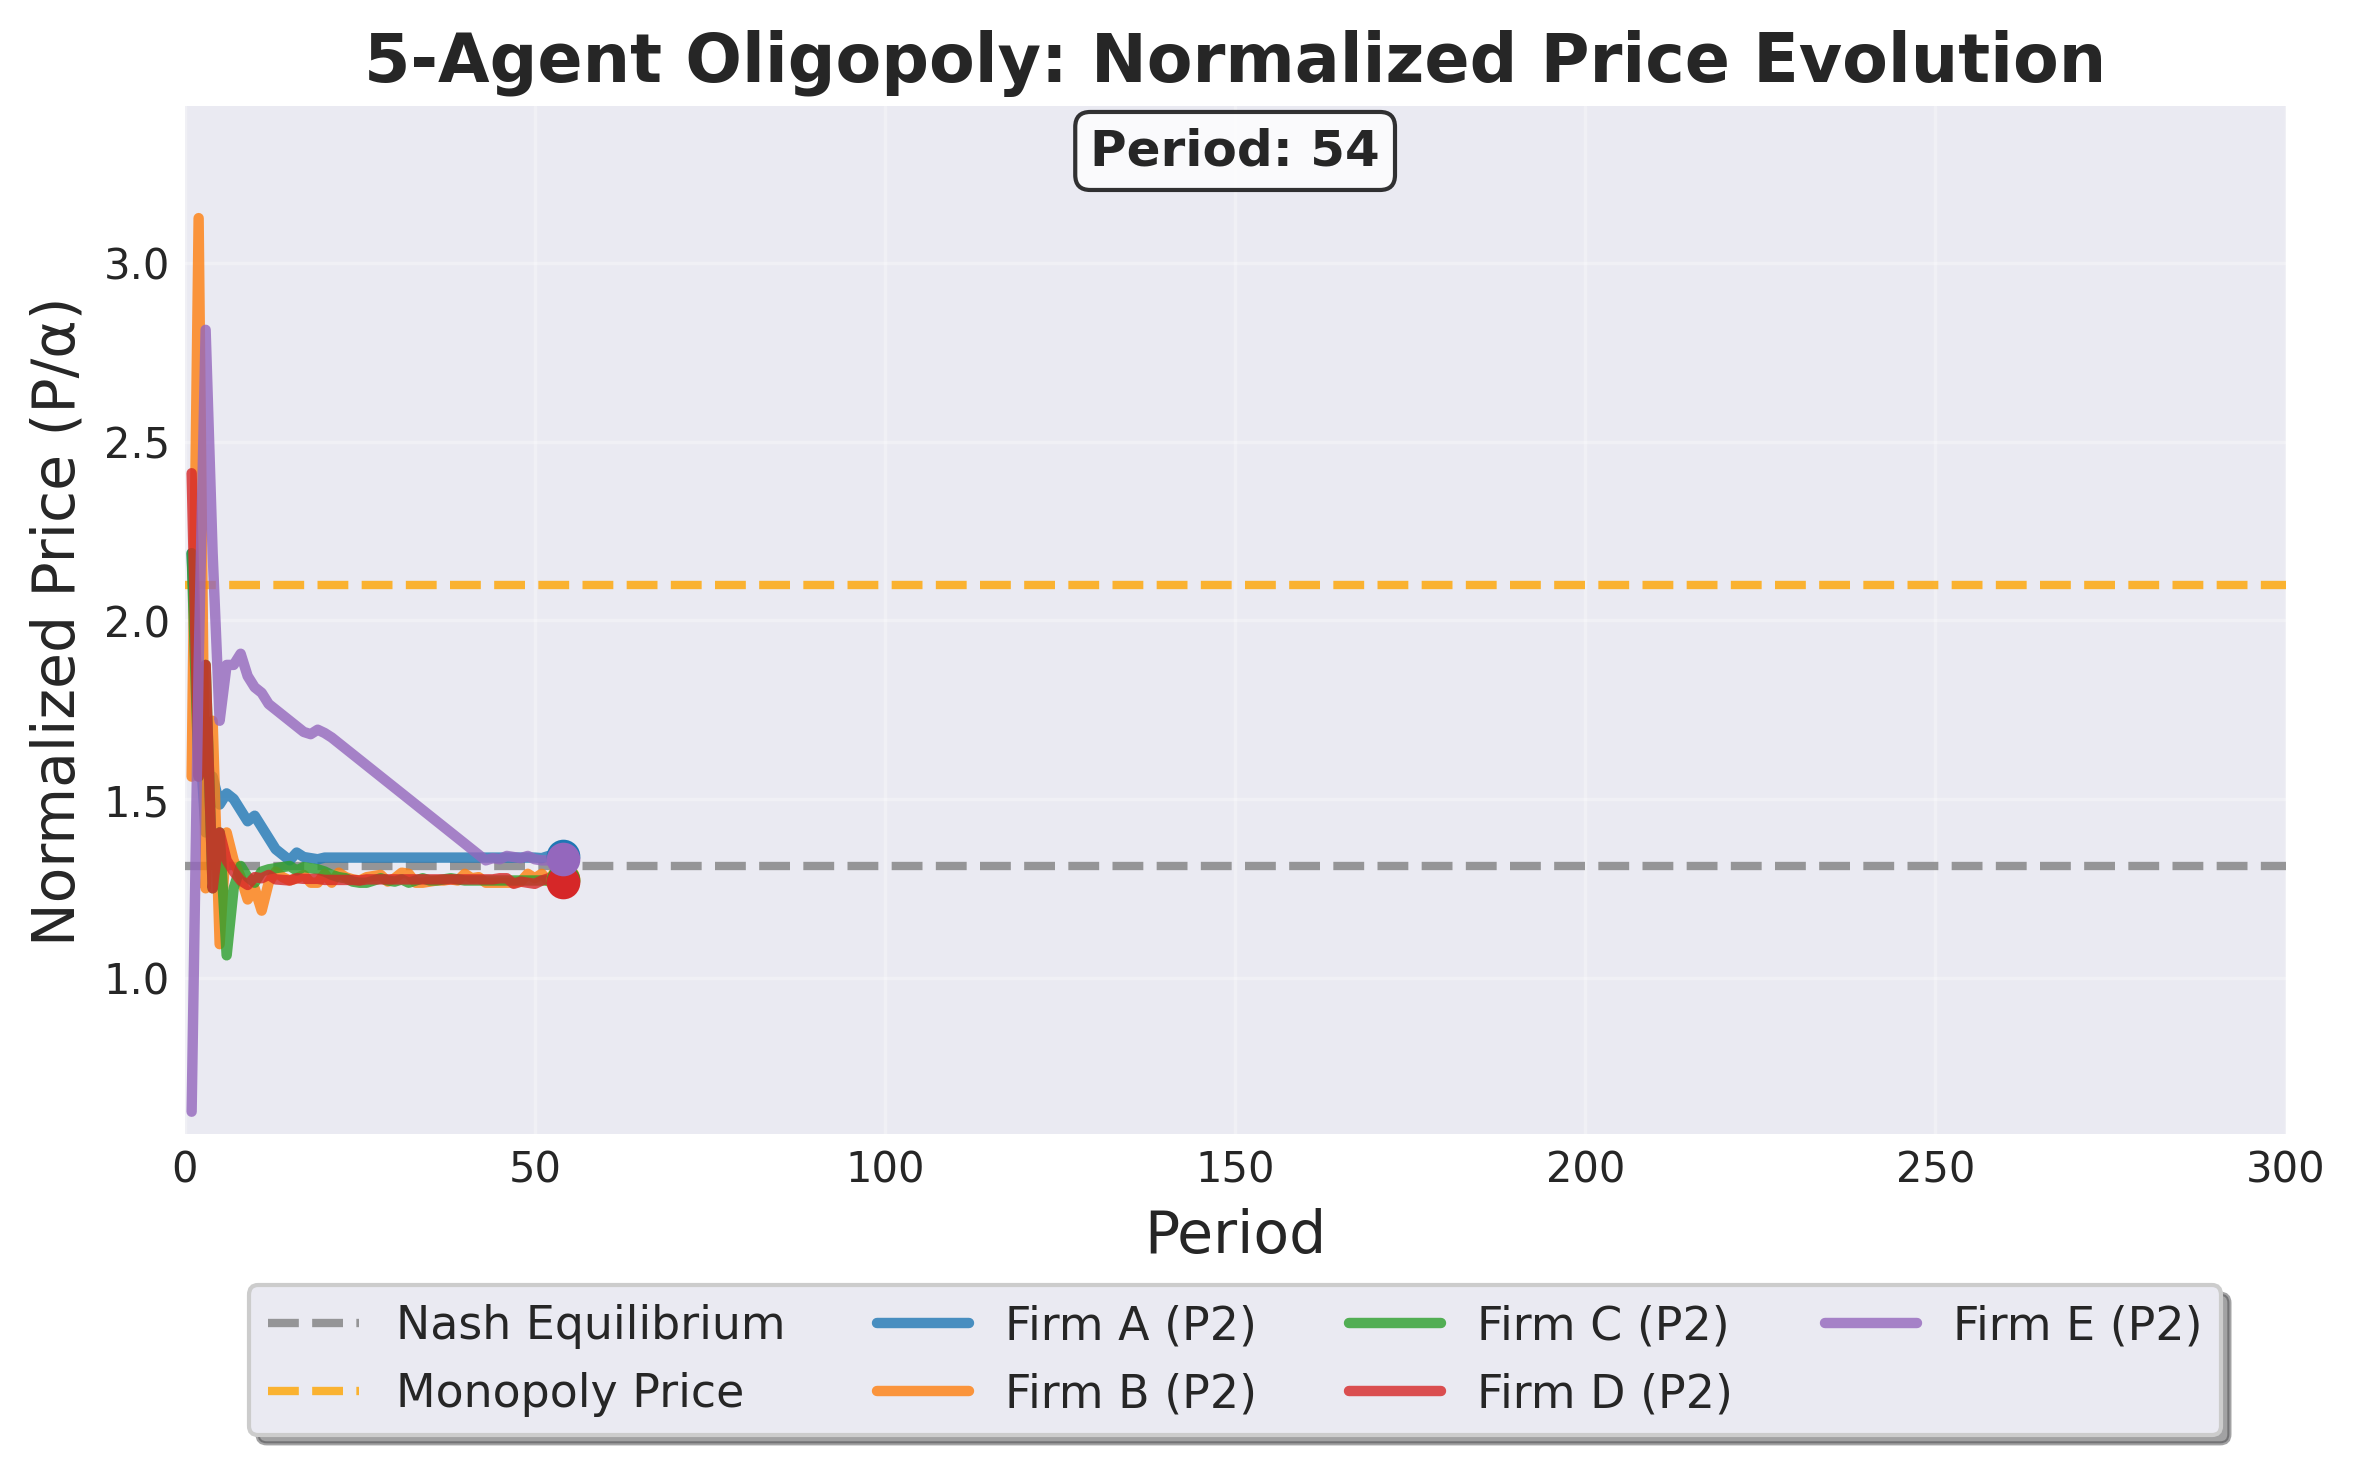 5-Agent Oligopoly: Normalized Price Evolution
Period: 54
Normalized Price (P/α)
3.0
2.5
2.0
1.5
1.0
0 50 100 150 200 250 300
Period
Nash Equilibrium Firm A (P2) Firm C (P2) Firm E (P2)
Monopoly Price Firm B (P2) Firm D (P2)